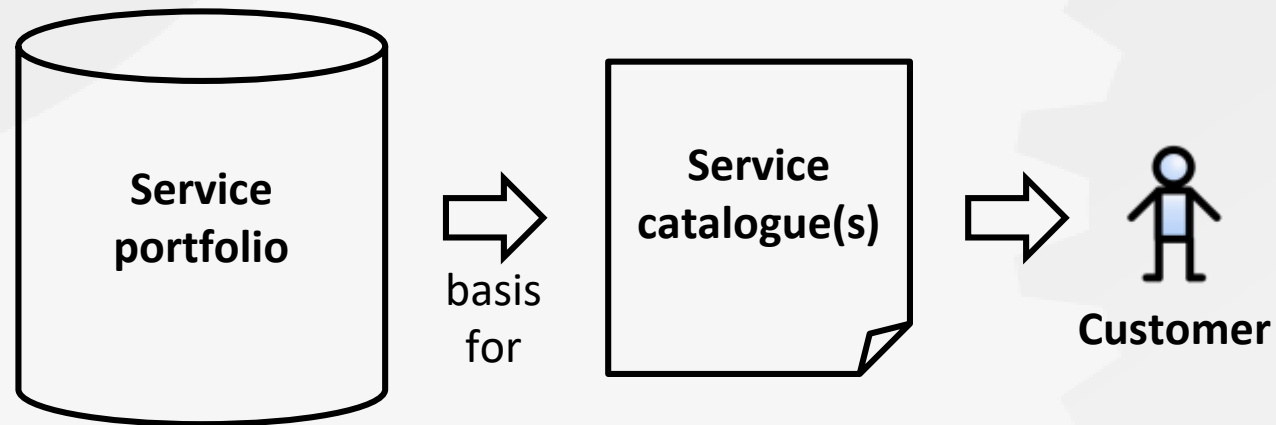 Service
portfolio
basis
for
Service
catalogue(s)
Customer